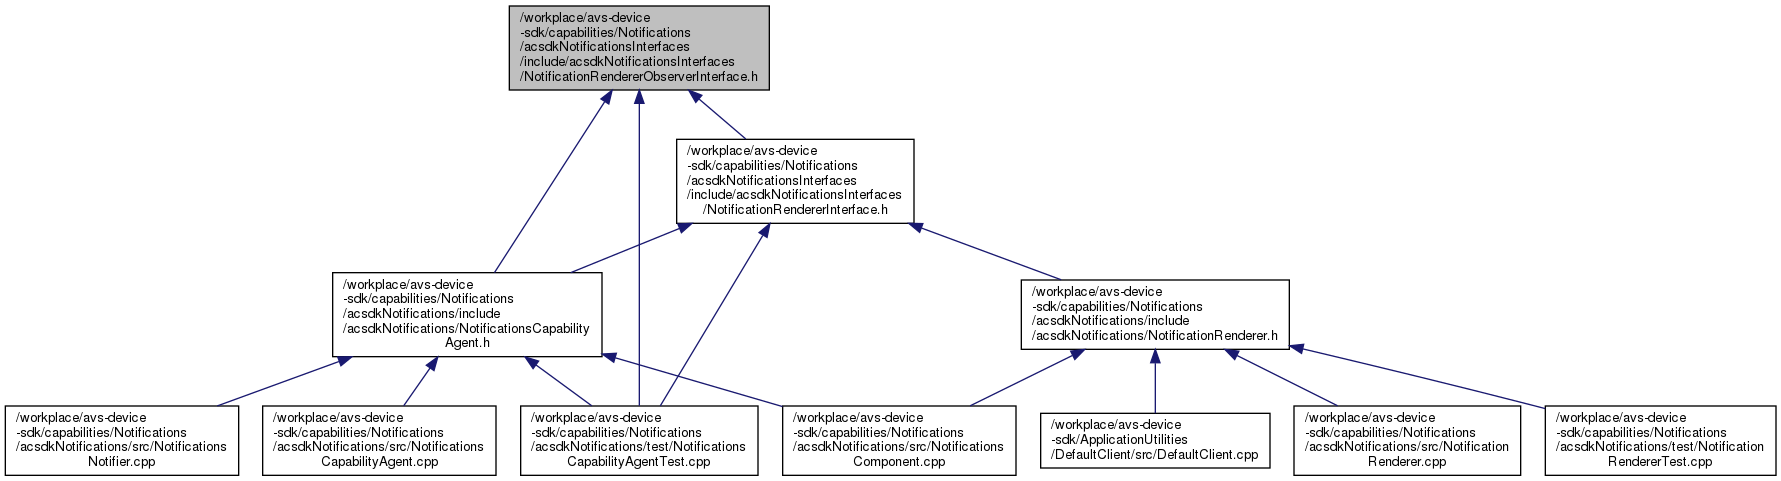 /workplace/avs-device
-sdk/capabilities/Notifications
/acsdkNotificationsInterfaces
/include/acsdkNotificationsInterfaces
/NotificationRendererObserverInterface.h
/workplace/avs-device
-sdk/capabilities/Notifications
/acsdkNotificationsInterfaces
/include/acsdkNotificationsInterfaces
/NotificationRendererInterface.h
/workplace/avs-device
-sdk/capabilities/Notifications
/acsdkNotifications/include
/acsdkNotifications/NotificationsCapability
Agent.h
/workplace/avs-device
-sdk/capabilities/Notifications
/acsdkNotifications/include
/acsdkNotifications/NotificationRenderer.h
/workplace/avs-device
-sdk/capabilities/Notifications
/acsdkNotifications/src/Notifications
Notifier.cpp
/workplace/avs-device
-sdk/capabilities/Notifications
/acsdkNotifications/src/Notifications
CapabilityAgent.cpp
/workplace/avs-device
-sdk/capabilities/Notifications
/acsdkNotifications/test/Notifications
CapabilityAgentTest.cpp
/workplace/avs-device
-sdk/capabilities/Notifications
/acsdkNotifications/src/Notifications
Component.cpp
/workplace/avs-device
-sdk/ApplicationUtilities
/DefaultClient/src/DefaultClient.cpp
/workplace/avs-device
-sdk/capabilities/Notifications
/acsdkNotifications/src/Notification
Renderer.cpp
/workplace/avs-device
-sdk/capabilities/Notifications
/acsdkNotifications/test/Notification
RendererTest.cpp